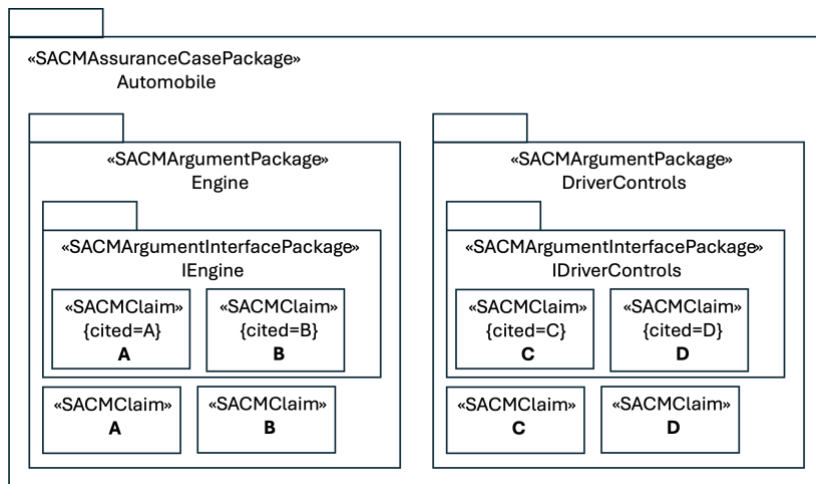 «SACMAssuranceCasePackage»
Automobile
«SACMArgumentPackage»
Engine
«SACMArgumentInterfacePackage»
IEngine
«SACMClaim»
{cited=A}
A
«SACMClaim»
{cited=B}
B
«SACMClaim»
A
«SACMClaim»
B
«SACMArgumentPackage»
DriverControls
«SACMArgumentInterfacePackage»
IDriverControls
«SACMClaim»
{cited=C}
C
«SACMClaim»
{cited=D}
D
«SACMClaim»
C
«SACMClaim»
D